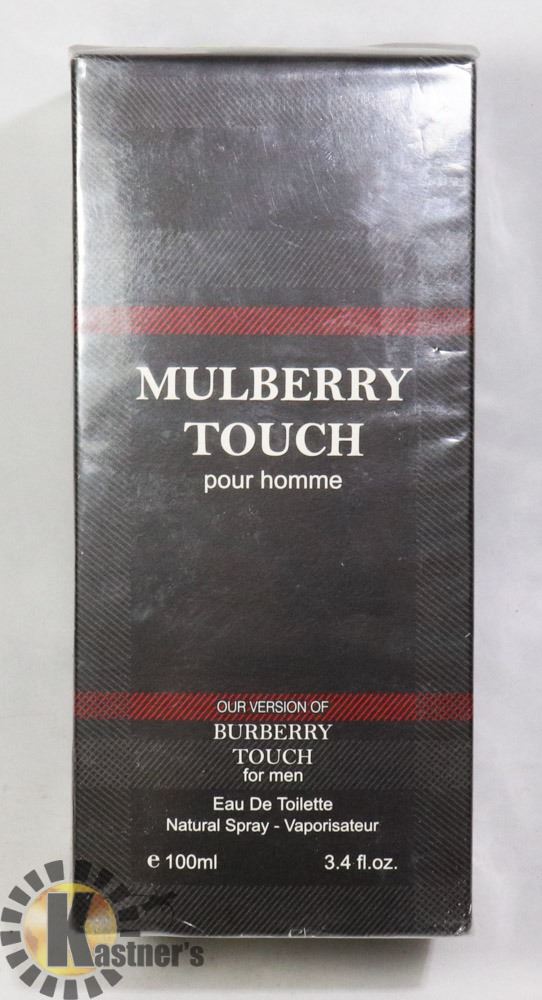 MULBERRY
TOUCH
pour homme
OUR VERSION OF
BURBERRY
TOUCH
for men
Eau De Toilette
Natural Spray - Vaporisateur
℮ 100ml 3.4 fl.oz.
Kastner's